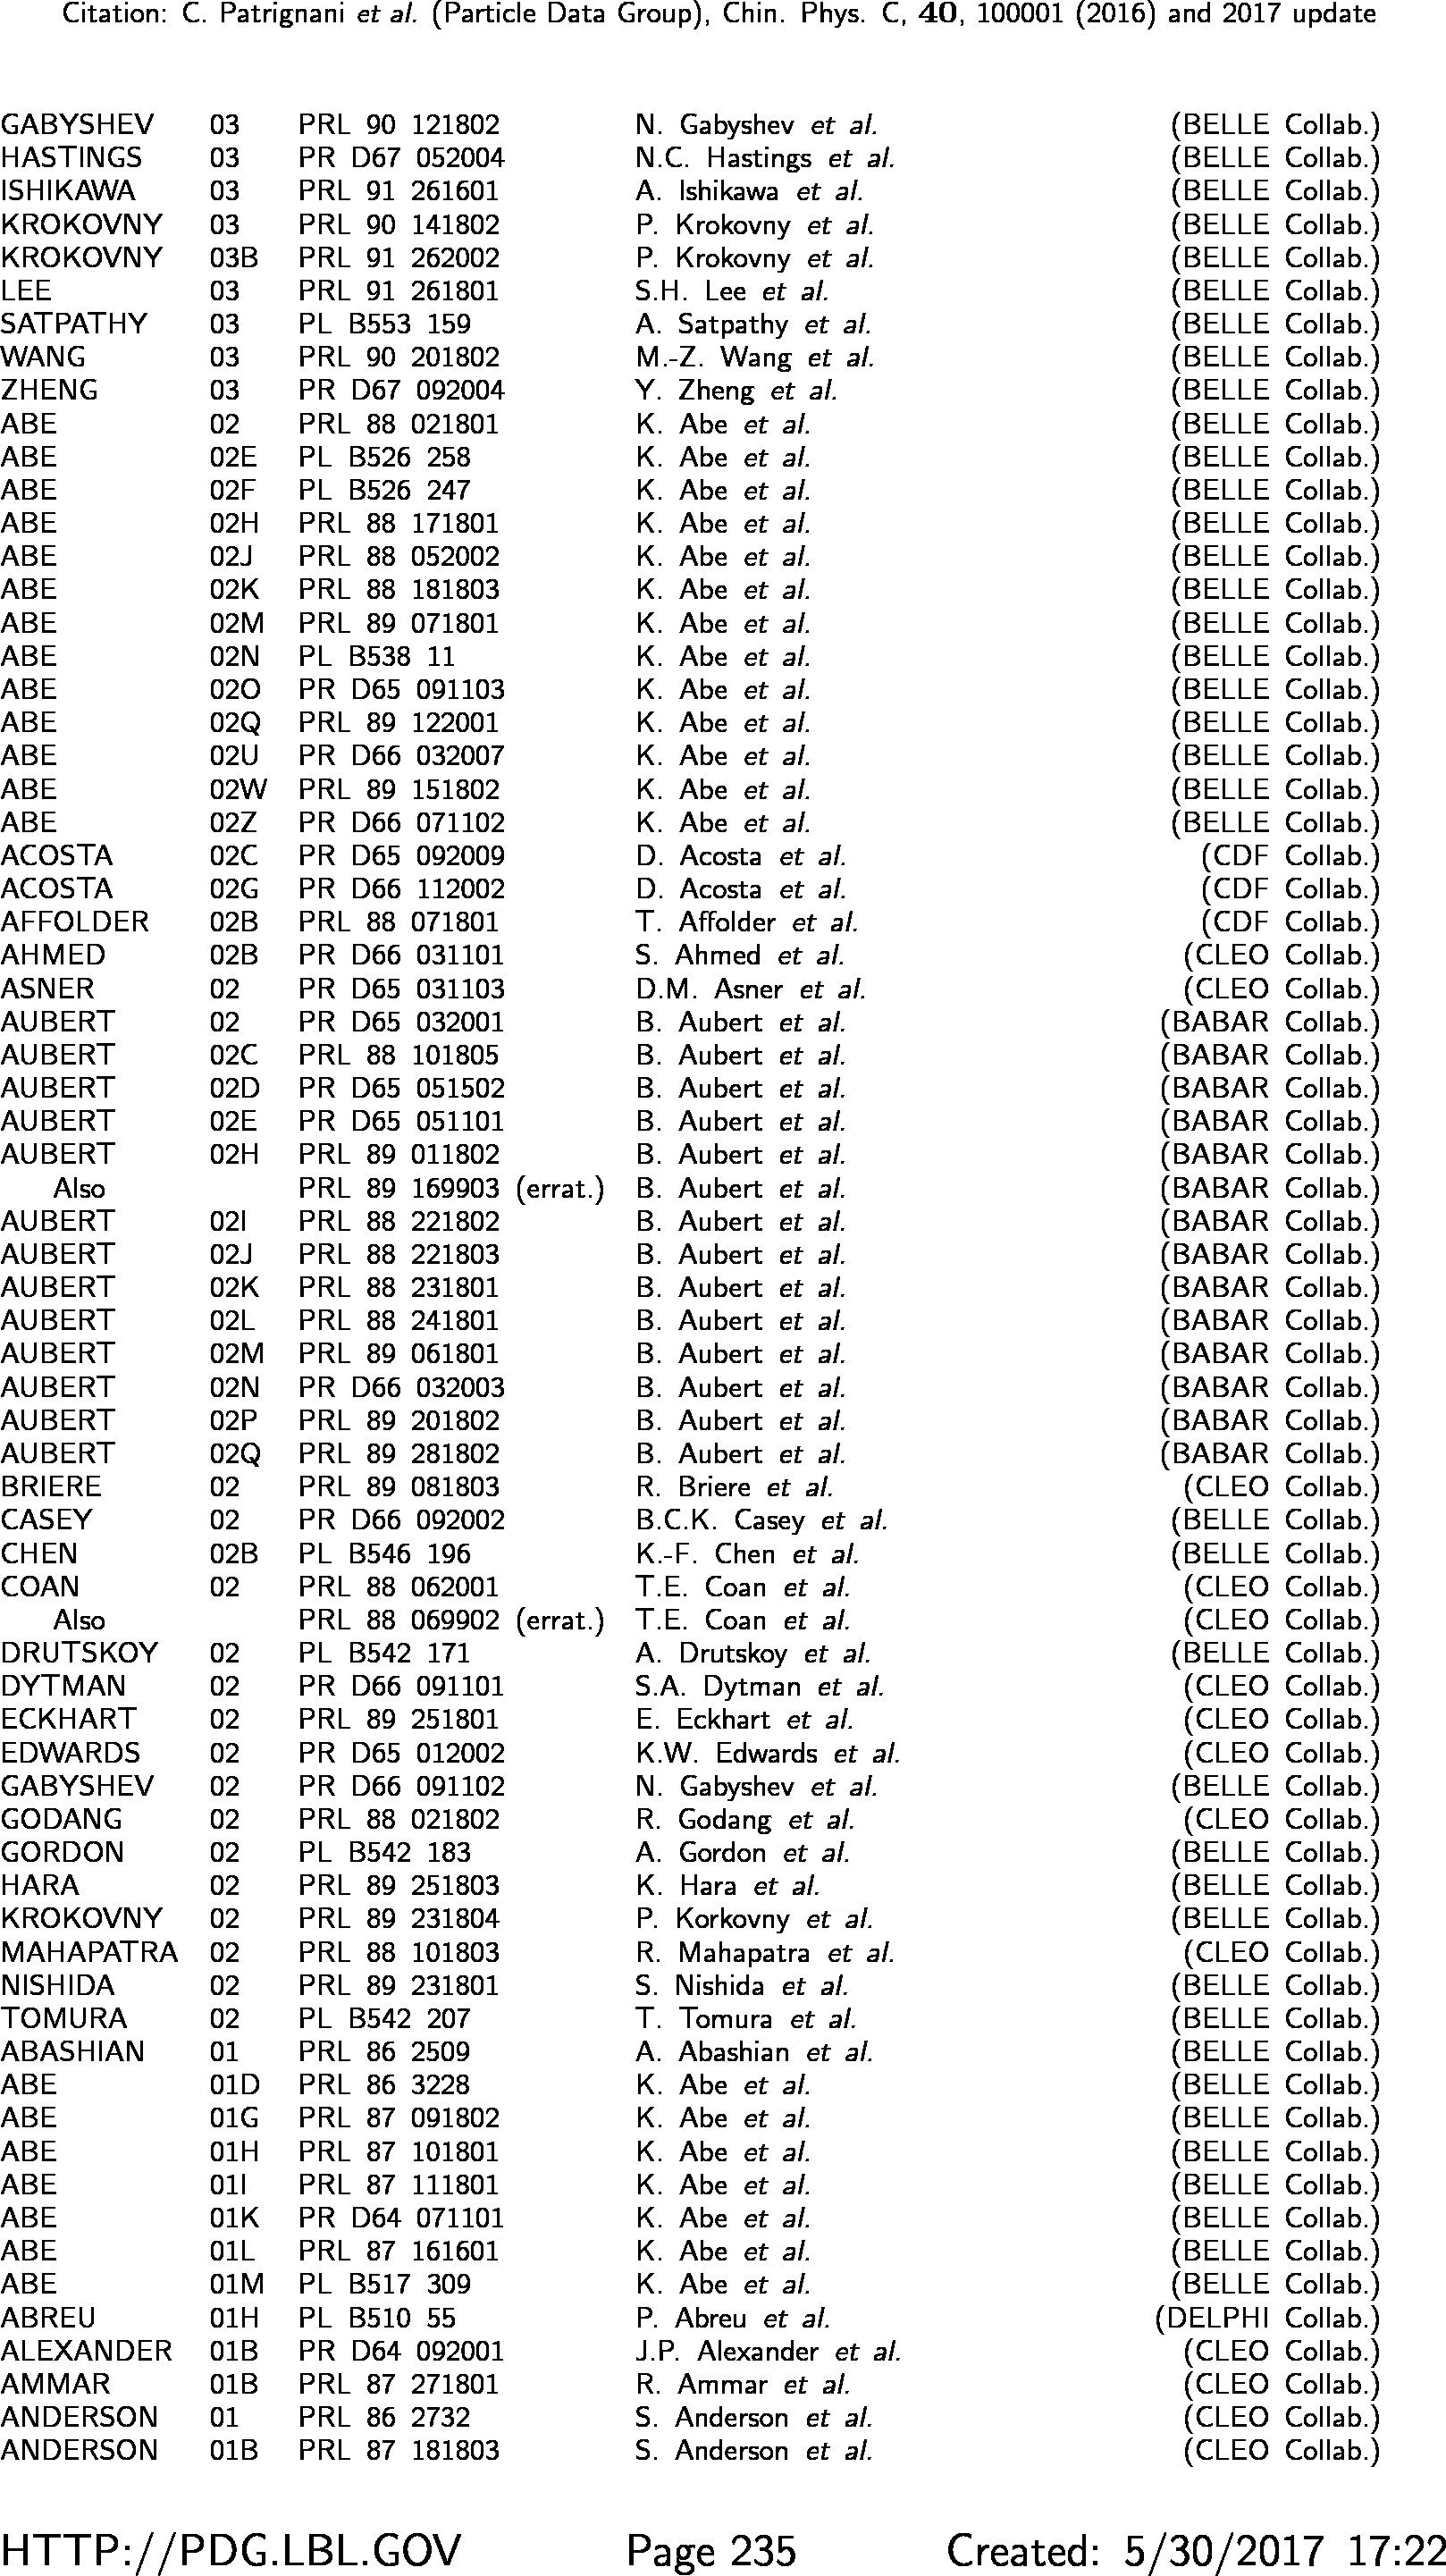 Citation: C. Patrignani et al. (Particle Data Group), Chin. Phys. C, 40, 100001 (2016) and 2017 update
GABYSHEV 03 PRL 90 121802 N. Gabyshev et al. (BELLE Collab.)
HASTINGS 03 PR D67 052004 N.C. Hastings et al. (BELLE Collab.)
ISHIKAWA 03 PRL 91 261601 A. Ishikawa et al. (BELLE Collab.)
KROKOVNY 03 PRL 90 141802 P. Krokovny et al. (BELLE Collab.)
KROKOVNY 03B PRL 91 262002 P. Krokovny et al. (BELLE Collab.)
LEE 03 PRL 91 261801 S.H. Lee et al. (BELLE Collab.)
SATPATHY 03 PL B553 159 A. Satpathy et al. (BELLE Collab.)
WANG 03 PRL 90 201802 M.-Z. Wang et al. (BELLE Collab.)
ZHENG 03 PR D67 092004 Y. Zheng et al. (BELLE Collab.)
ABE 02 PRL 88 021801 K. Abe et al. (BELLE Collab.)
ABE 02E PL B526 258 K. Abe et al. (BELLE Collab.)
ABE 02F PL B526 247 K. Abe et al. (BELLE Collab.)
ABE 02H PRL 88 171801 K. Abe et al. (BELLE Collab.)
ABE 02J PRL 88 052002 K. Abe et al. (BELLE Collab.)
ABE 02K PRL 88 181803 K. Abe et al. (BELLE Collab.)
ABE 02M PRL 89 071801 K. Abe et al. (BELLE Collab.)
ABE 02N PL B538 11 K. Abe et al. (BELLE Collab.)
ABE 02O PR D65 091103 K. Abe et al. (BELLE Collab.)
ABE 02Q PRL 89 122001 K. Abe et al. (BELLE Collab.)
ABE 02U PR D66 032007 K. Abe et al. (BELLE Collab.)
ABE 02W PRL 89 151802 K. Abe et al. (BELLE Collab.)
ABE 02Z PR D66 071102 K. Abe et al. (BELLE Collab.)
ACOSTA 02C PR D65 092009 D. Acosta et al. (CDF Collab.)
ACOSTA 02G PR D66 112002 D. Acosta et al. (CDF Collab.)
AFFOLDER 02B PRL 88 071801 T. Affolder et al. (CDF Collab.)
AHMED 02B PR D66 031101 S. Ahmed et al. (CLEO Collab.)
ASNER 02 PR D65 031103 D.M. Asner et al. (CLEO Collab.)
AUBERT 02 PR D65 032001 B. Aubert et al. (BABAR Collab.)
AUBERT 02C PRL 88 101805 B. Aubert et al. (BABAR Collab.)
AUBERT 02D PR D65 051502 B. Aubert et al. (BABAR Collab.)
AUBERT 02E PR D65 051101 B. Aubert et al. (BABAR Collab.)
AUBERT 02H PRL 89 011802 B. Aubert et al. (BABAR Collab.)
Also PRL 89 169903 (errat.) B. Aubert et al. (BABAR Collab.)
AUBERT 02I PRL 88 221802 B. Aubert et al. (BABAR Collab.)
AUBERT 02J PRL 88 221803 B. Aubert et al. (BABAR Collab.)
AUBERT 02K PRL 88 231801 B. Aubert et al. (BABAR Collab.)
AUBERT 02L PRL 88 241801 B. Aubert et al. (BABAR Collab.)
AUBERT 02M PRL 89 061801 B. Aubert et al. (BABAR Collab.)
AUBERT 02N PR D66 032003 B. Aubert et al. (BABAR Collab.)
AUBERT 02P PRL 89 201802 B. Aubert et al. (BABAR Collab.)
AUBERT 02Q PRL 89 281802 B. Aubert et al. (BABAR Collab.)
BRIERE 02 PRL 89 081803 R. Briere et al. (CLEO Collab.)
CASEY 02 PR D66 092002 B.C.K. Casey et al. (BELLE Collab.)
CHEN 02B PL B546 196 K.-F. Chen et al. (BELLE Collab.)
COAN 02 PRL 88 062001 T.E. Coan et al. (CLEO Collab.)
Also PRL 88 069902 (errat.) T.E. Coan et al. (CLEO Collab.)
DRUTSKOY 02 PL B542 171 A. Drutskoy et al. (BELLE Collab.)
DYTMAN 02 PR D66 091101 S.A. Dytman et al. (CLEO Collab.)
ECKHART 02 PRL 89 251801 E. Eckhart et al. (CLEO Collab.)
EDWARDS 02 PR D65 012002 K.W. Edwards et al. (CLEO Collab.)
GABYSHEV 02 PR D66 091102 N. Gabyshev et al. (BELLE Collab.)
GODANG 02 PRL 88 021802 R. Godang et al. (CLEO Collab.)
GORDON 02 PL B542 183 A. Gordon et al. (BELLE Collab.)
HARA 02 PRL 89 251803 K. Hara et al. (BELLE Collab.)
KROKOVNY 02 PRL 89 231804 P. Korkovny et al. (BELLE Collab.)
MAHAPATRA 02 PRL 88 101803 R. Mahapatra et al. (CLEO Collab.)
NISHIDA 02 PRL 89 231801 S. Nishida et al. (BELLE Collab.)
TOMURA 02 PL B542 207 T. Tomura et al. (BELLE Collab.)
ABASHIAN 01 PRL 86 2509 A. Abashian et al. (BELLE Collab.)
ABE 01D PRL 86 3228 K. Abe et al. (BELLE Collab.)
ABE 01G PRL 87 091802 K. Abe et al. (BELLE Collab.)
ABE 01H PRL 87 101801 K. Abe et al. (BELLE Collab.)
ABE 01I PRL 87 111801 K. Abe et al. (BELLE Collab.)
ABE 01K PR D64 071101 K. Abe et al. (BELLE Collab.)
ABE 01L PRL 87 161601 K. Abe et al. (BELLE Collab.)
ABE 01M PL B517 309 K. Abe et al. (BELLE Collab.)
ABREU 01H PL B510 55 P. Abreu et al. (DELPHI Collab.)
ALEXANDER 01B PR D64 092001 J.P. Alexander et al. (CLEO Collab.)
AMMAR 01B PRL 87 271801 R. Ammar et al. (CLEO Collab.)
ANDERSON 01 PRL 86 2732 S. Anderson et al. (CLEO Collab.)
ANDERSON 01B PRL 87 181803 S. Anderson et al. (CLEO Collab.)
HTTP://PDG.LBL.GOV Page 235 Created: 5/30/2017 17:22